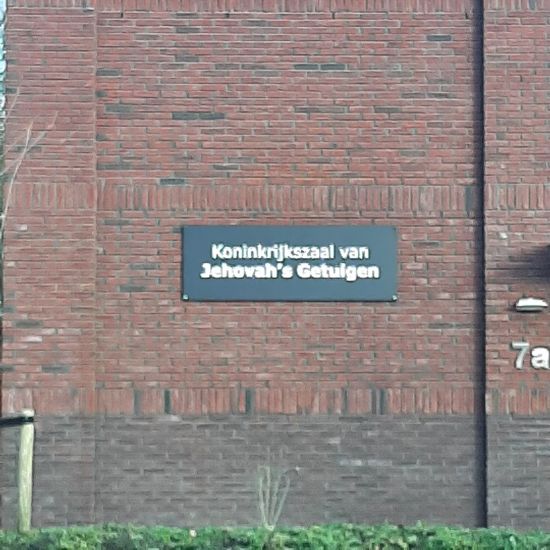 Koninkrijkszaal van
Jehovah's Getuigen
7a